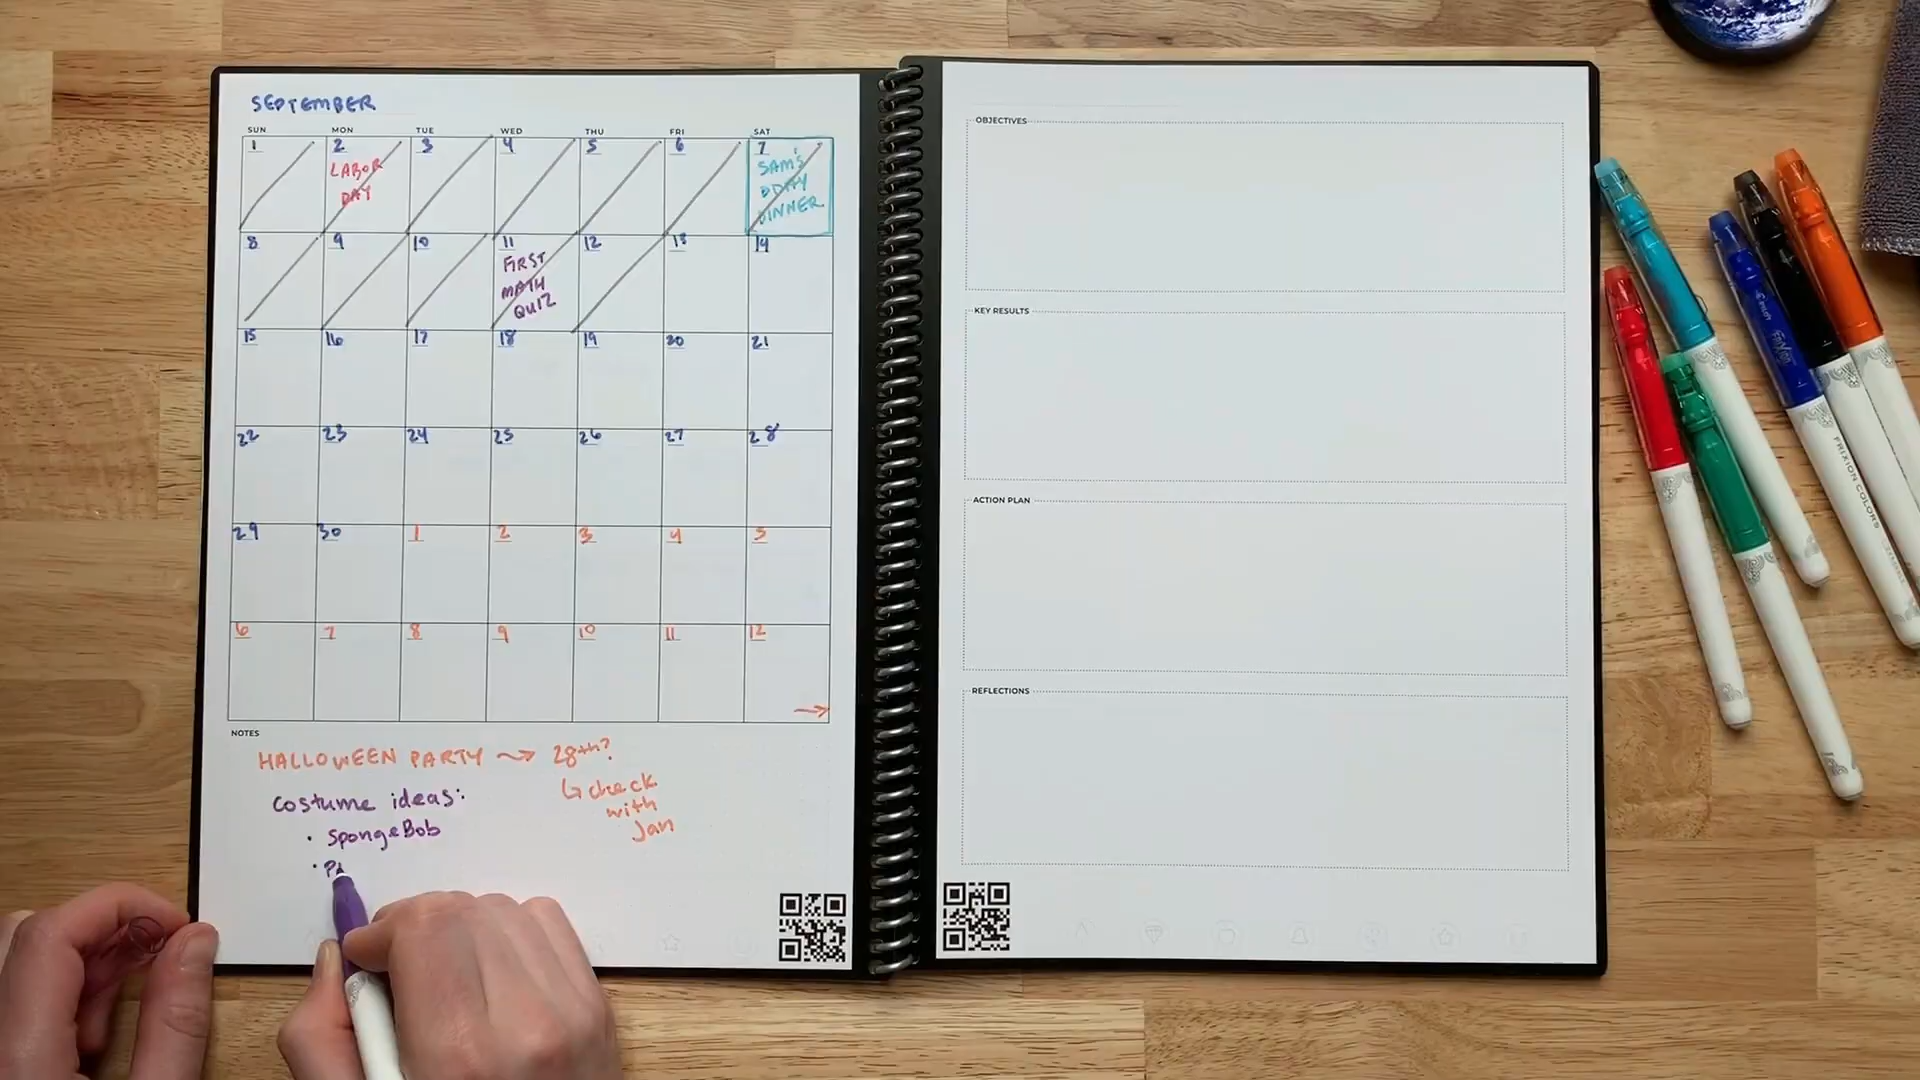 SEPTEMBER
SUN MON TUE WED THU FRI SAT
1 2 3 4 5 6 7
LABOR
DAY
SAM'S
BDAY
DINNER
8 9 10 11 12 13 14
FIRST
MATH
QUIZ
15 16 17 18 19 20 21
22 23 24 25 26 27 28
29 30 1 2 3 4 5
6 7 8 9 10 11 12
NOTES
HALLOWEEN PARTY → 28th?
check
with
Jan
Costume ideas:
• SpongeBob
• Pa
OBJECTIVES
KEY RESULTS
ACTION PLAN
REFLECTIONS
PILOT FRIXION
FRIXION COLORS